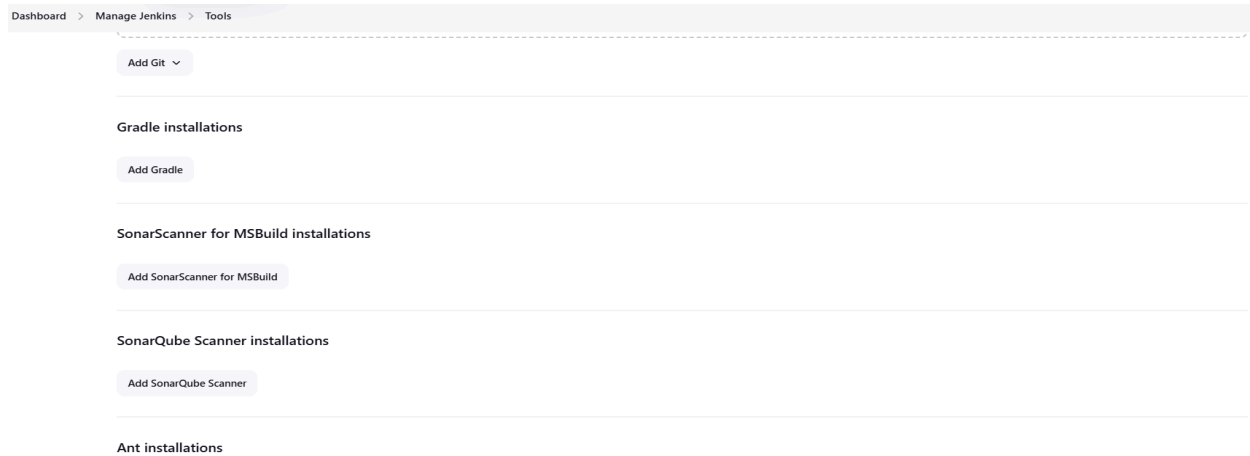 Dashboard > Manage Jenkins > Tools
Add Git
Gradle installations
Add Gradle
SonarScanner for MSBuild installations
Add SonarScanner for MSBuild
SonarQube Scanner installations
Add SonarQube Scanner
Ant installations